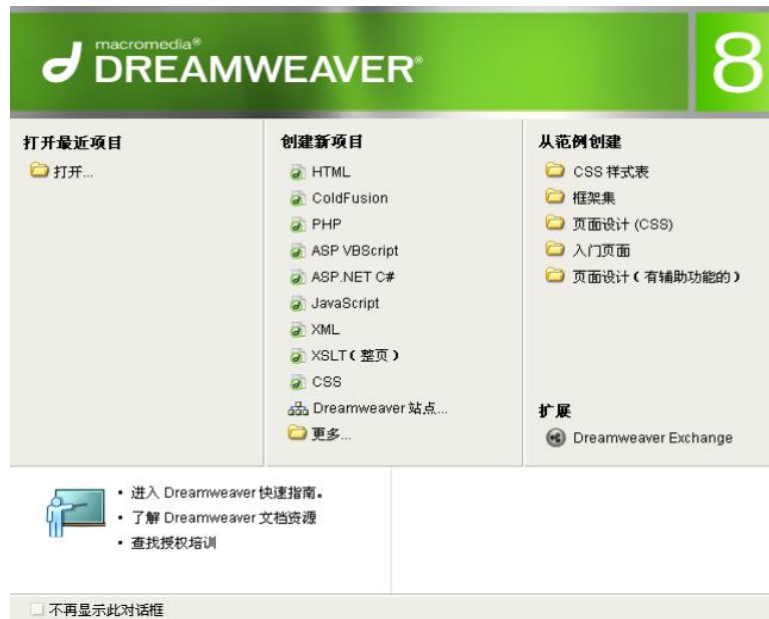 macromedia®
DREAMWEAVER®
8
打开最近项目
打开...
创建新项目
HTML
ColdFusion
PHP
ASP VBScript
ASP.NET C#
JavaScript
XML
XSLT(整页)
CSS
Dreamweaver 站点...
更多...
从范例创建
CSS 样式表
框架集
页面设计 (CSS)
入门页面
页面设计(有辅助功能的)
扩展
Dreamweaver Exchange
• 进入 Dreamweaver 快速指南。
• 了解 Dreamweaver 文档资源
• 查找授权培训
不再显示此对话框